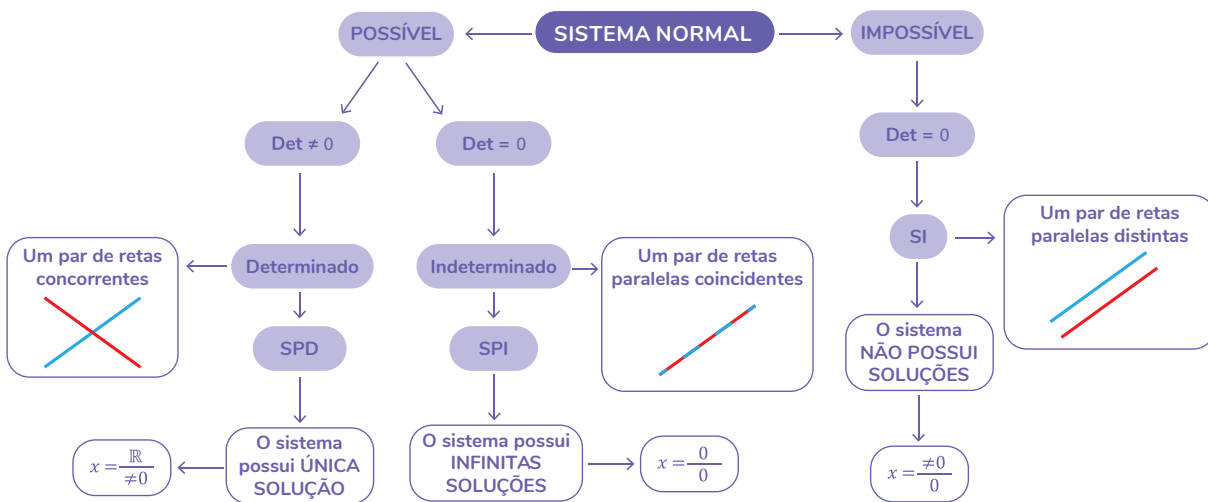 POSSÍVEL
SISTEMA NORMAL
IMPOSSÍVEL
Det ≠ 0
Det = 0
Det = 0
Um par de retas
concorrentes
Determinado
Indeterminado
Um par de retas
paralelas coincidentes
SI
Um par de retas
paralelas distintas
SPD
SPI
O sistema
NÃO POSSUI
SOLUÇÕES
x = ℝ/≠0
O sistema
possui ÚNICA
SOLUÇÃO
O sistema possui
INFINITAS
SOLUÇÕES
x = 0/0
x = ≠0/0